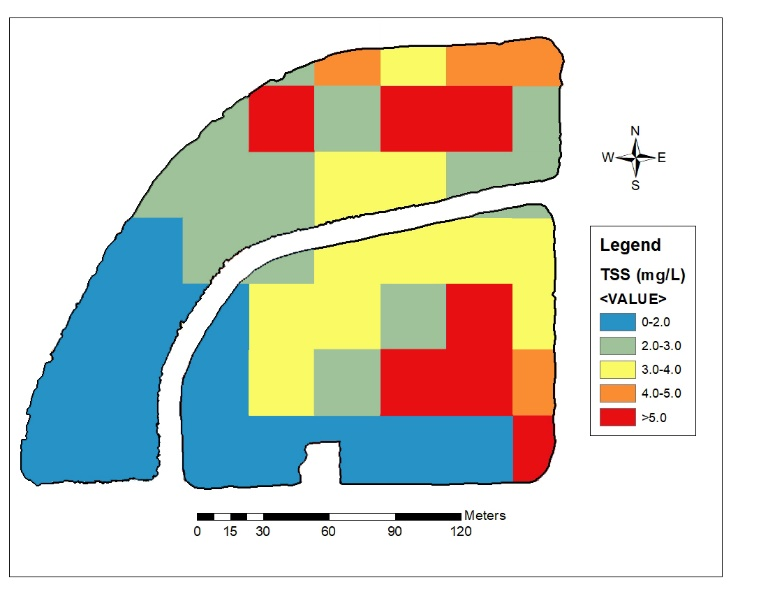 N
W E
S
Legend
TSS (mg/L)
<VALUE>
0-2.0
2.0-3.0
3.0-4.0
4.0-5.0
>5.0
Meters
0 15 30 60 90 120